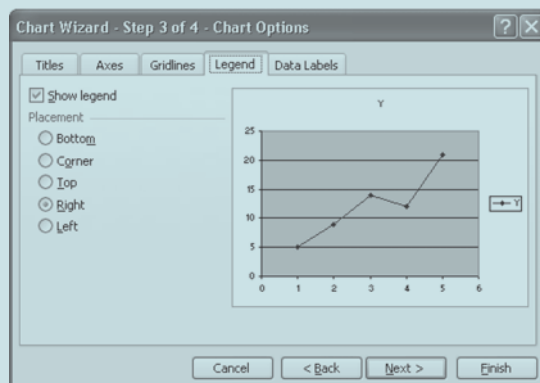 Chart Wizard - Step 3 of 4 - Chart Options
Titles Axes Gridlines Legend Data Labels
Show legend
Placement
Bottom
Corner
Top
Right
Left
Y
25
20
15
10
5
0
0 1 2 3 4 5 6
Y
Cancel < Back Next > Finish